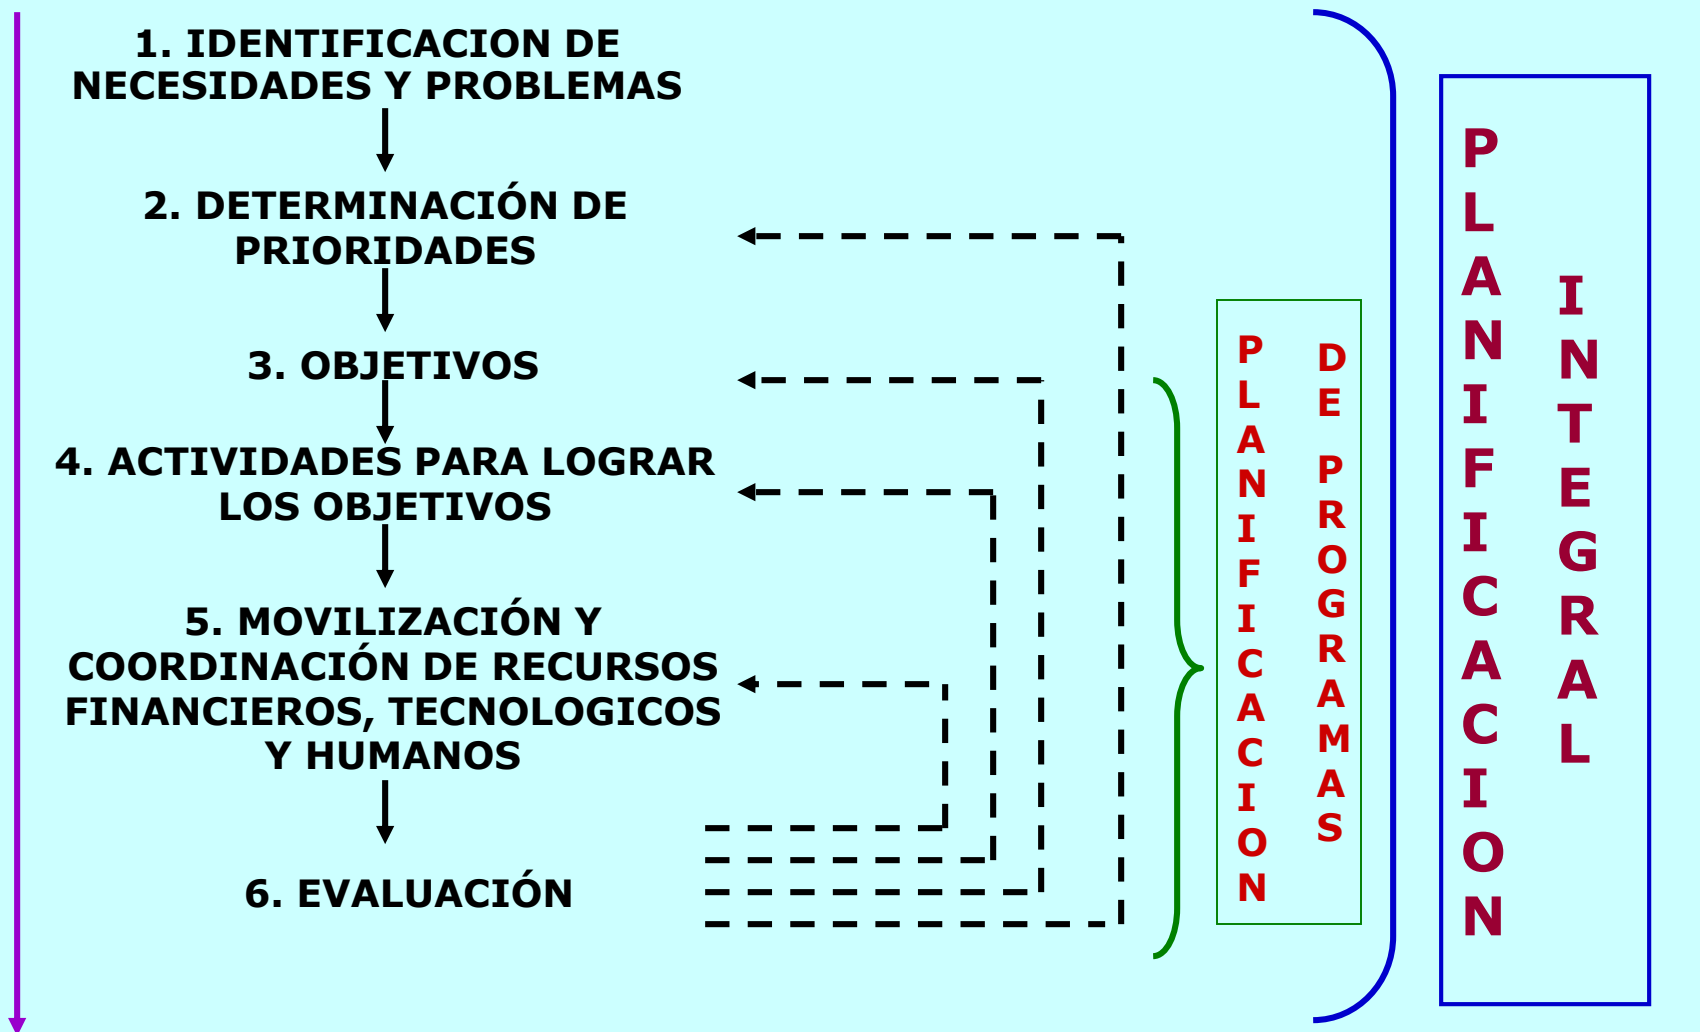 1. IDENTIFICACION DE
NECESIDADES Y PROBLEMAS
2. DETERMINACIÓN DE
PRIORIDADES
3. OBJETIVOS
4. ACTIVIDADES PARA LOGRAR
LOS OBJETIVOS
5. MOVILIZACIÓN Y
COORDINACIÓN DE RECURSOS
FINANCIEROS, TECNOLOGICOS
Y HUMANOS
6. EVALUACIÓN
PLANIFICACION
DE PROGRAMAS
PLANIFICACION
INTEGRAL